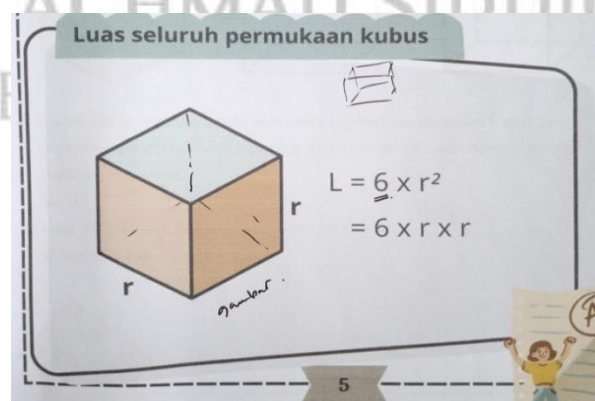 Luas seluruh permukaan kubus
L = 6 x r²
r
= 6 x r x r
r
gambar.
5